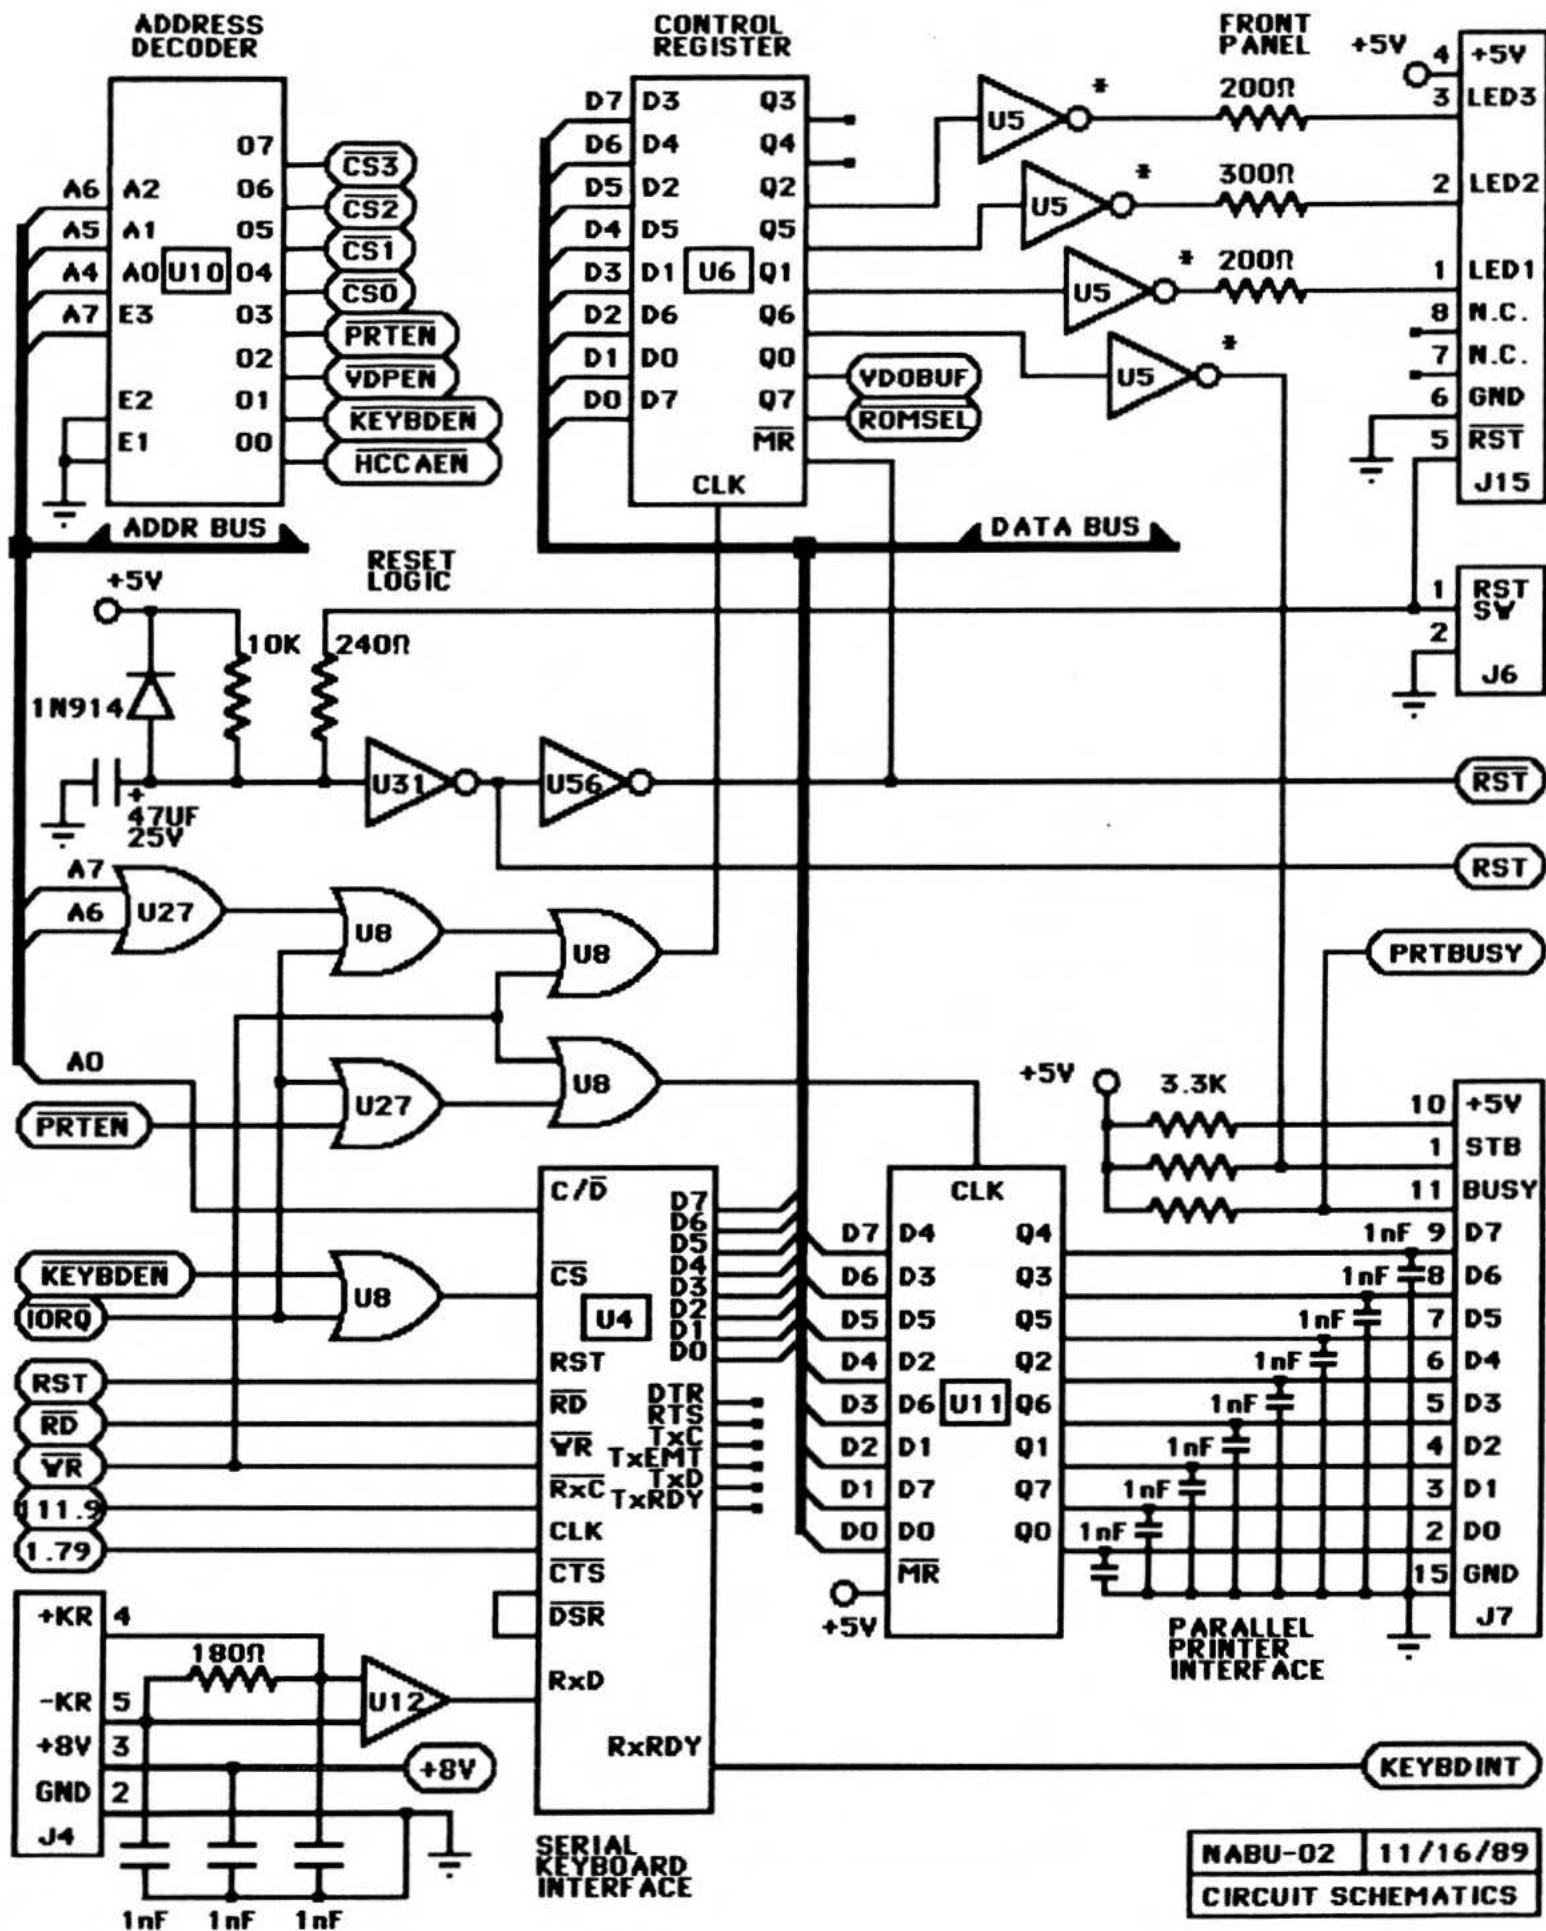 ADDRESS
DECODER
O7
A6 A2 O6
A5 A1 O5
A4 A0 U10 O4
A7 E3 O3
O2
E2 O1
E1 O0
CS3
CS2
CS1
CS0
PRTEN
VDPEN
KEYBDEN
HCCAEN
ADDR BUS
CONTROL
REGISTER
D7 D3 Q3
D6 D4 Q4
D5 D2 Q2
D4 D5 Q5
D3 D1 U6 Q1
D2 D6 Q6
D1 D0 Q0
D0 D7 Q7
MR
CLK
VDOBUF
ROMSEL
DATA BUS
U5 *
U5 *
U5 *
U5 *
FRONT
PANEL
200Ω
300Ω
200Ω
+5V
4 +5V
3 LED3
2 LED2
1 LED1
8 N.C.
7 N.C.
6 GND
5 RST
J15
RESET
LOGIC
+5V
10K
240Ω
1N914
+
47UF
25V
U31
U56
1 RST
SW
2
J6
RST
RST
A7
A6
U27
U8
U8
PRTBUSY
A0
U27
U8
PRTEN
KEYBDEN
IORQ
U8
RST
RD
WR
111.9
1.79
C/D
CS
U4
RST
RD
WR
RxC
CLK
CTS
DSR
RxD
RxRDY
D7
D6
D5
D4
D3
D2
D1
D0
DTR
RTS
TxC
TxEMT
TxD
TxRDY
CLK
D7 D4 Q4
D6 D3 Q3
D5 D5 Q5
D4 D2 Q2
D3 D6 U11 Q6
D2 D1 Q1
D1 D7 Q7
D0 D0 Q0
MR
+5V
+5V
3.3K
10 +5V
1 STB
11 BUSY
1nF 9 D7
1nF 8 D6
1nF 7 D5
1nF 6 D4
1nF 5 D3
1nF 4 D2
1nF 3 D1
1nF 2 D0
15 GND
J7
PARALLEL
PRINTER
INTERFACE
+KR 4
-KR 5
+8V 3
GND 2
J4
180Ω
U12
+8V
1nF 1nF 1nF
SERIAL
KEYBOARD
INTERFACE
KEYBDINT
NABU-02 11/16/89
CIRCUIT SCHEMATICS